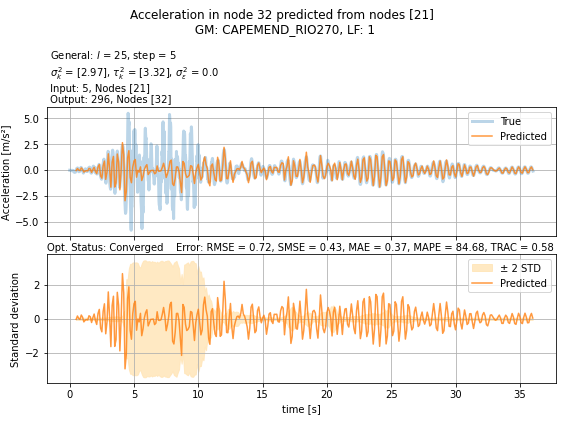 Acceleration in node 32 predicted from nodes [21]
GM: CAPEMEND_RIO270, LF: 1
General: l = 25, step = 5
σ²ₖ = [2.97], τ²ₖ = [3.32], σ²ε = 0.0
Input: 5, Nodes [21]
Output: 296, Nodes [32]
Acceleration [m/s²]
5.0
2.5
0.0
−2.5
−5.0
True
Predicted
Opt. Status: Converged Error: RMSE = 0.72, SMSE = 0.43, MAE = 0.37, MAPE = 84.68, TRAC = 0.58
Standard deviation
2
0
−2
± 2 STD
Predicted
0 5 10 15 20 25 30 35
time [s]